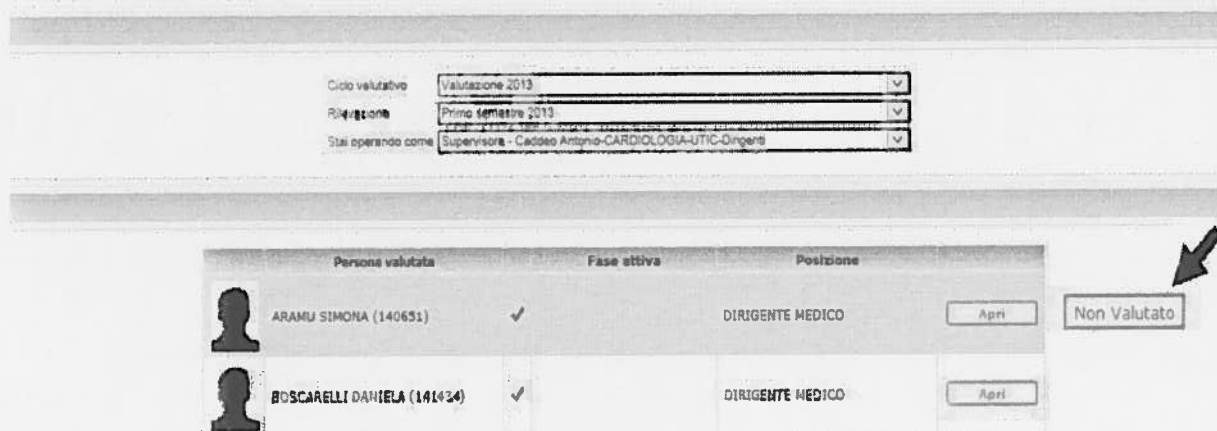 Ciclo valutativo Valutazione 2013
Rilevazione Primo semestre 2013
Stai operando come Supervisore - Caddeo Antonio-CARDIOLOGIA-UTIC-Dirigenti
Persona valutata Fase attiva Posizione
ARAMU SIMONA (140651) DIRIGENTE MEDICO Apri Non Valutato
BOSCARELLI DANIELA (141434) DIRIGENTE MEDICO Apri